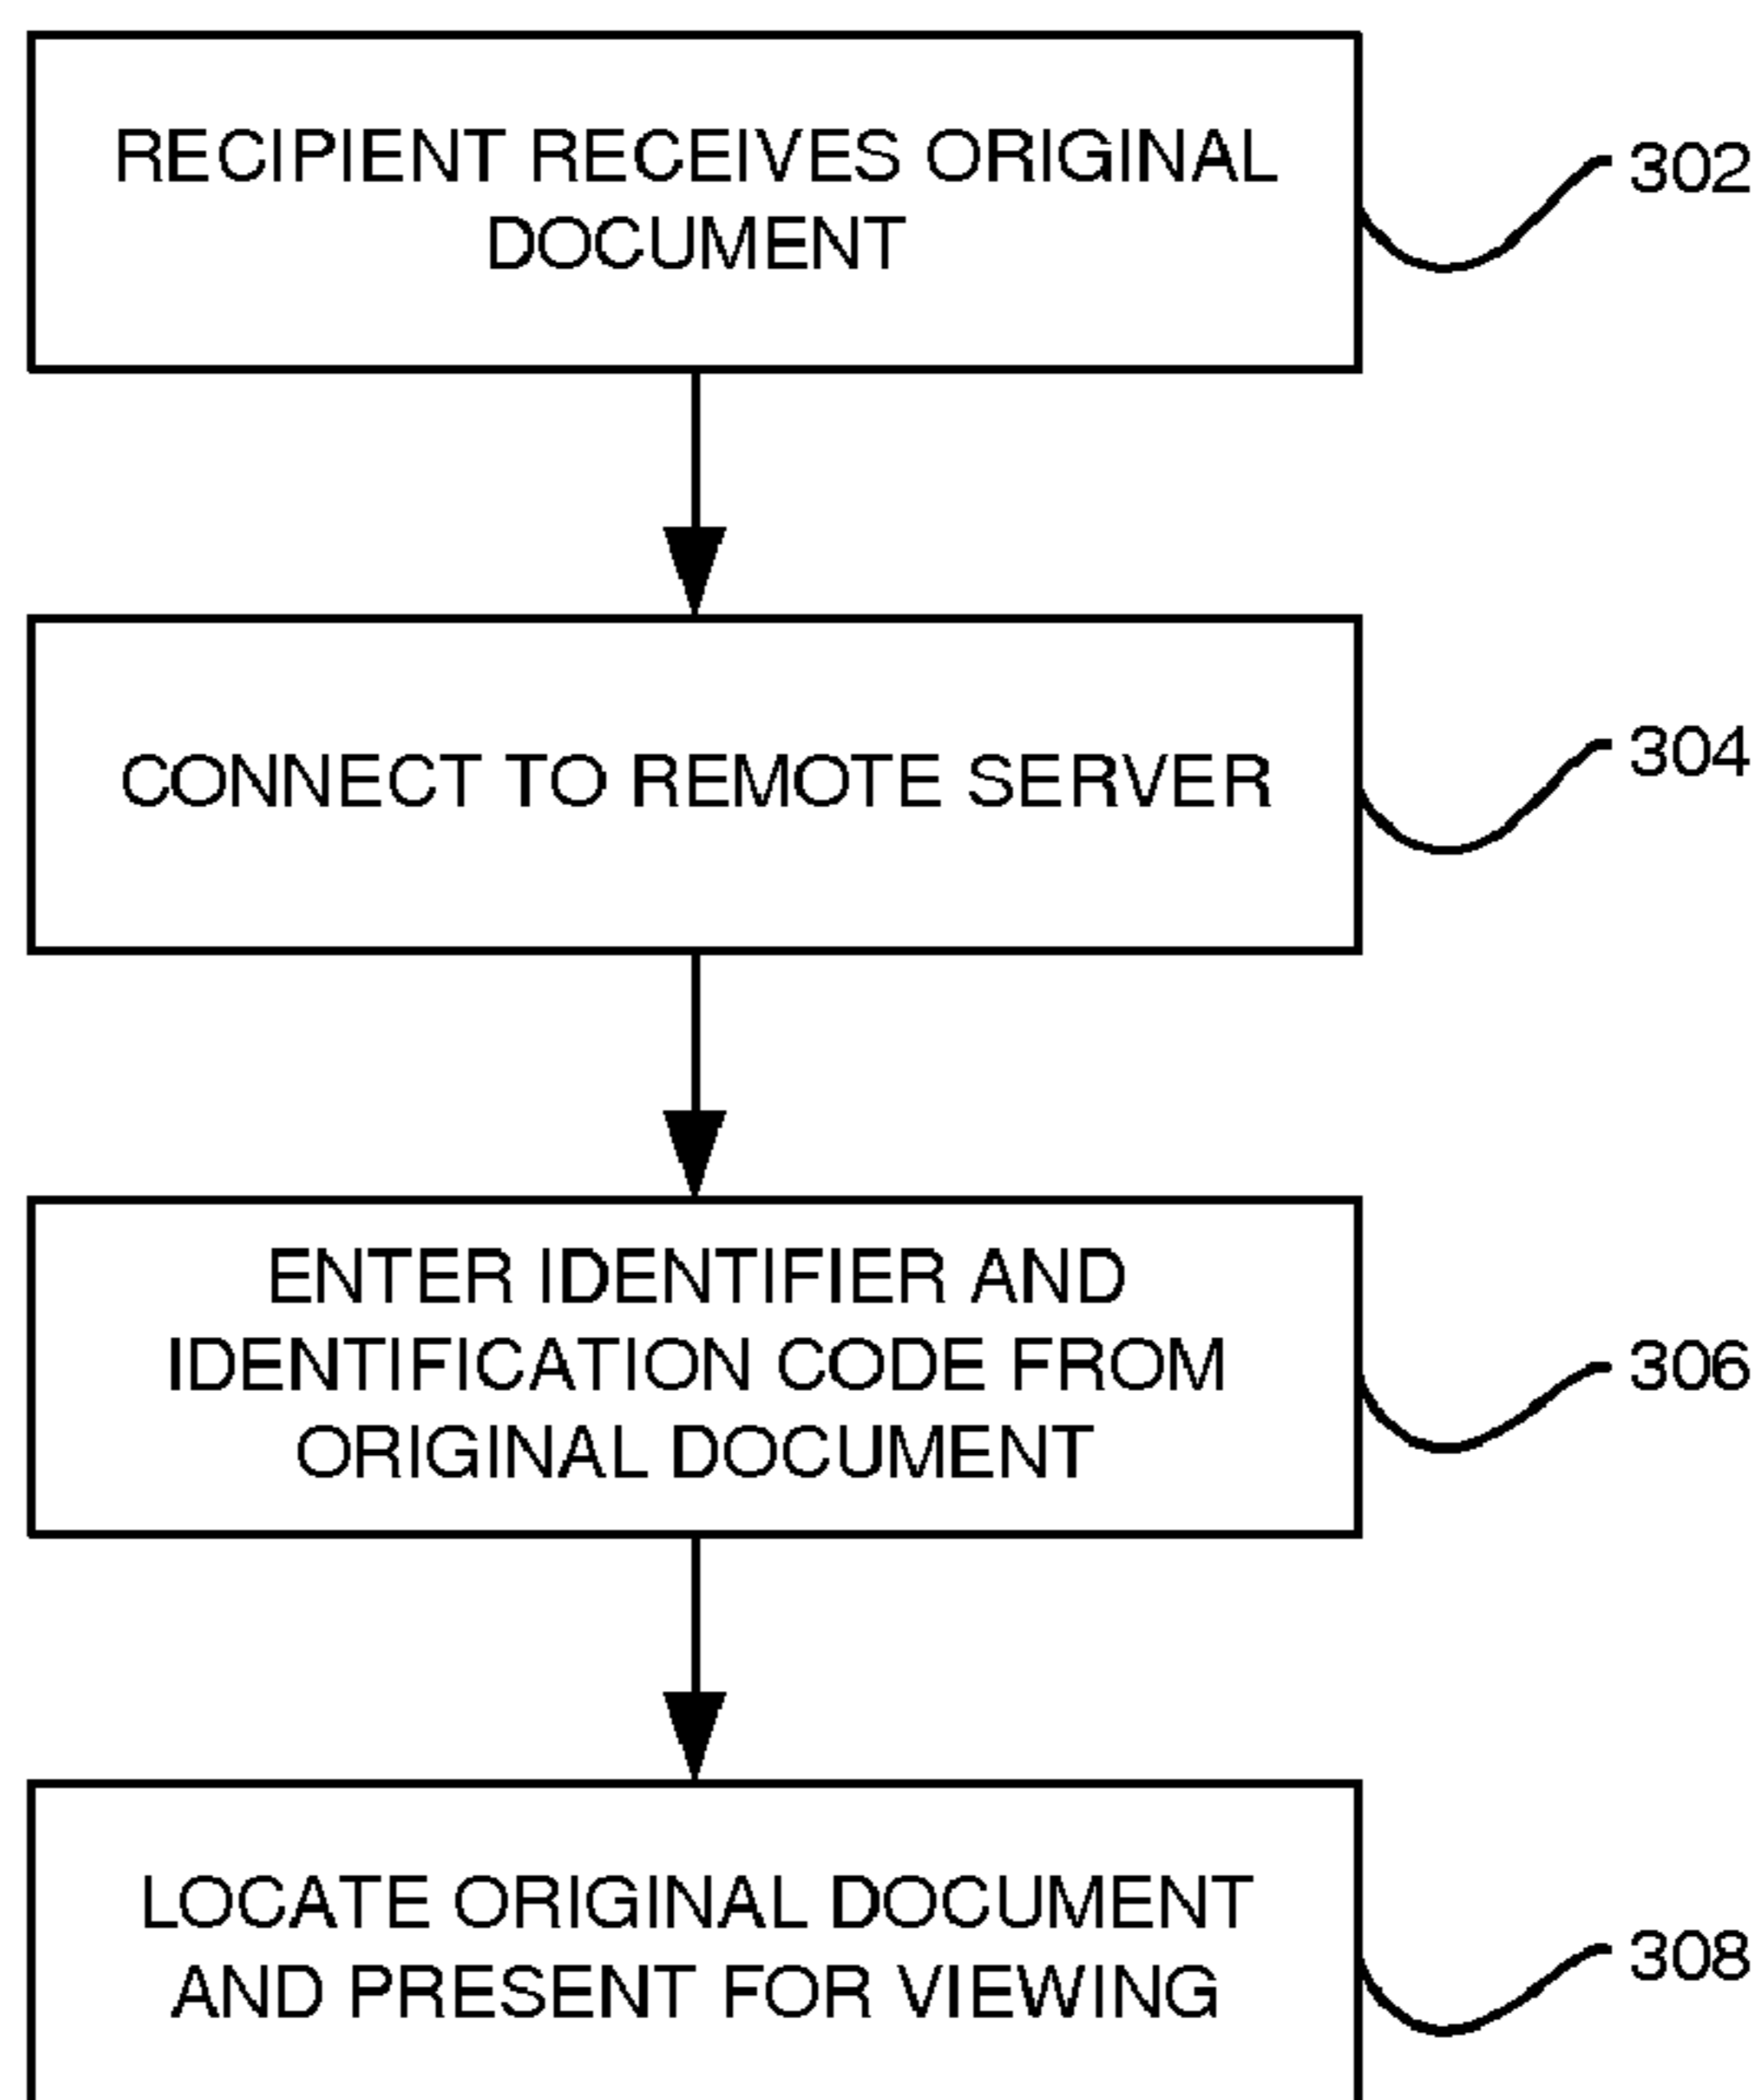 RECIPIENT RECEIVES ORIGINAL
DOCUMENT
302
CONNECT TO REMOTE SERVER
304
ENTER IDENTIFIER AND
IDENTIFICATION CODE FROM
ORIGINAL DOCUMENT
306
LOCATE ORIGINAL DOCUMENT
AND PRESENT FOR VIEWING
308